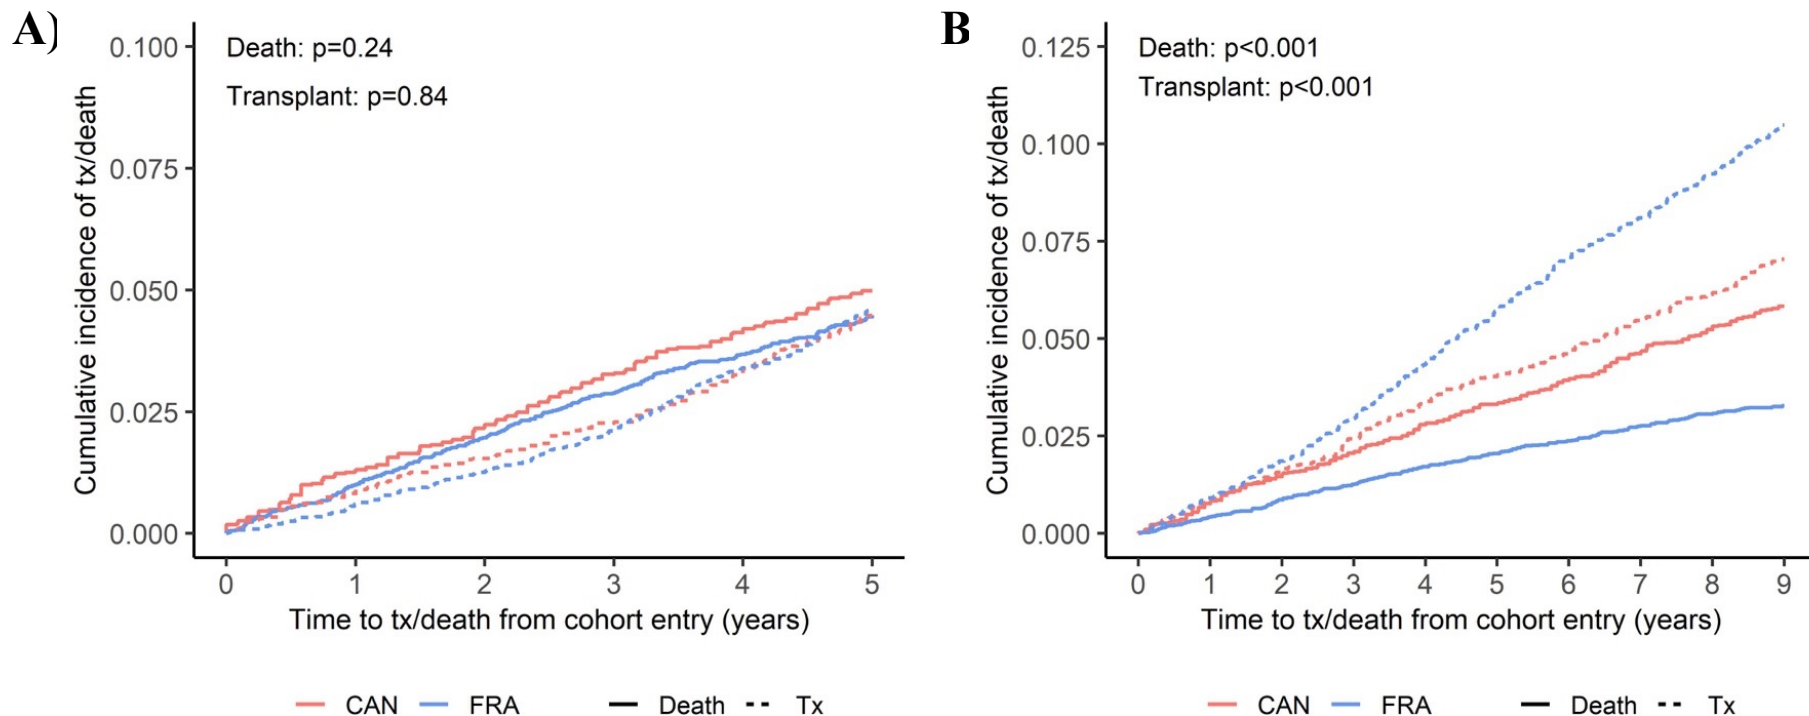 A)
Death: p=0.24
Transplant: p=0.84
Cumulative incidence of tx/death
0.100
0.075
0.050
0.025
0.000
0 1 2 3 4 5
Time to tx/death from cohort entry (years)
CAN FRA Death Tx
B
Death: p<0.001
Transplant: p<0.001
Cumulative incidence of tx/death
0.125
0.100
0.075
0.050
0.025
0.000
0 1 2 3 4 5 6 7 8 9
Time to tx/death from cohort entry (years)
CAN FRA Death Tx